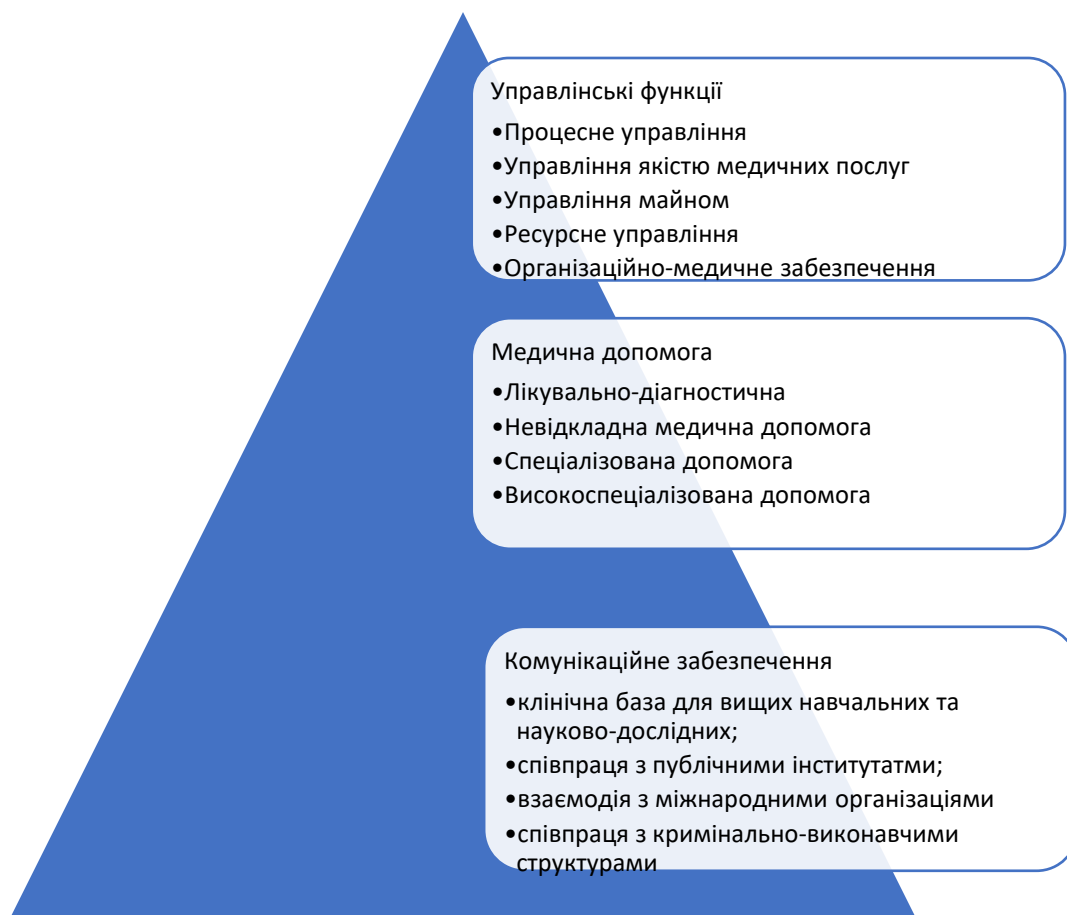 Управлінські функції
•Процесне управління
•Управління якістю медичних послуг
•Управління майном
•Ресурсне управління
•Організаційно-медичне забезпечення
Медична допомога
•Лікувально-діагностична
•Невідкладна медична допомога
•Спеціалізована допомога
•Високоспеціалізована допомога
Комунікаційне забезпечення
•клінічна база для вищих навчальних та
науково-дослідних;
•співпраця з публічними інститутатми;
•взаємодія з міжнародними організаціями
•співпраця з кримінально-виконавчими
структурами